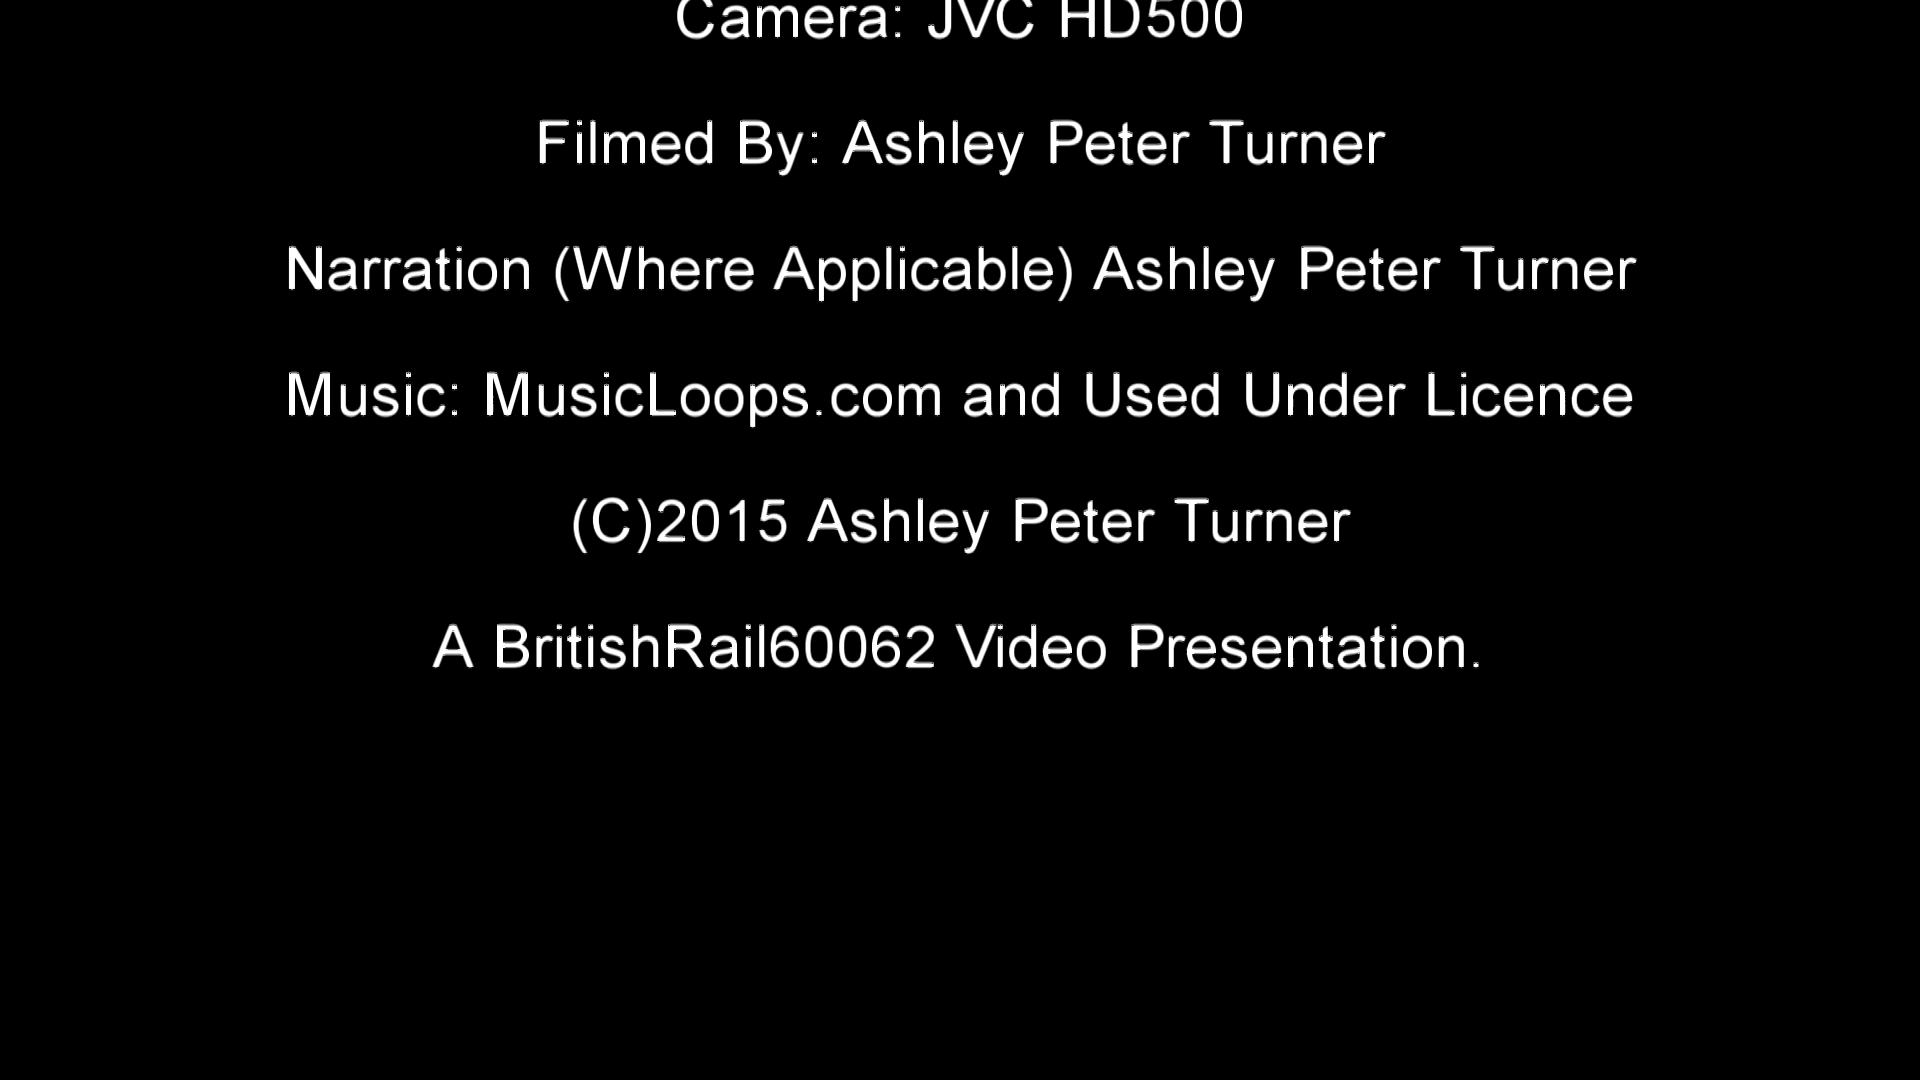 Camera: JVC HD500
Filmed By: Ashley Peter Turner
Narration (Where Applicable) Ashley Peter Turner
Music: MusicLoops.com and Used Under Licence
(C)2015 Ashley Peter Turner
A BritishRail60062 Video Presentation.